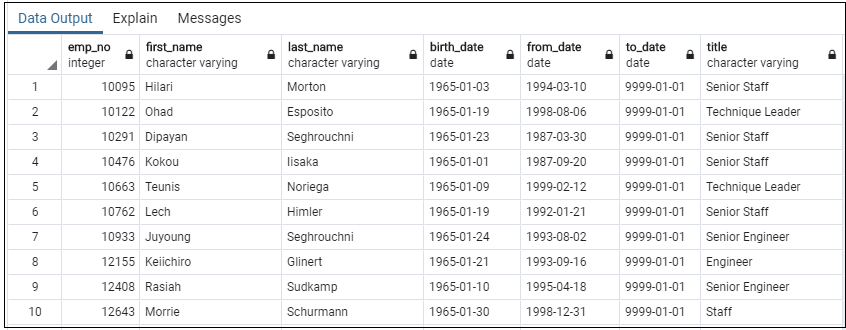 Data Output Explain Messages
emp_no first_name last_name birth_date from_date to_date title
integer character varying character varying date date date character varying
1 10095 Hilari Morton 1965-01-03 1994-03-10 9999-01-01 Senior Staff
2 10122 Ohad Esposito 1965-01-19 1998-08-06 9999-01-01 Technique Leader
3 10291 Dipayan Seghrouchni 1965-01-23 1987-03-30 9999-01-01 Senior Staff
4 10476 Kokou Iisaka 1965-01-01 1987-09-20 9999-01-01 Senior Staff
5 10663 Teunis Noriega 1965-01-09 1999-02-12 9999-01-01 Technique Leader
6 10762 Lech Himler 1965-01-19 1992-01-21 9999-01-01 Senior Staff
7 10933 Juyoung Seghrouchni 1965-01-24 1993-08-02 9999-01-01 Senior Engineer
8 12155 Keiichiro Glinert 1965-01-21 1993-09-16 9999-01-01 Engineer
9 12408 Rasiah Sudkamp 1965-01-10 1995-04-18 9999-01-01 Senior Engineer
10 12643 Morrie Schurmann 1965-01-30 1998-12-31 9999-01-01 Staff